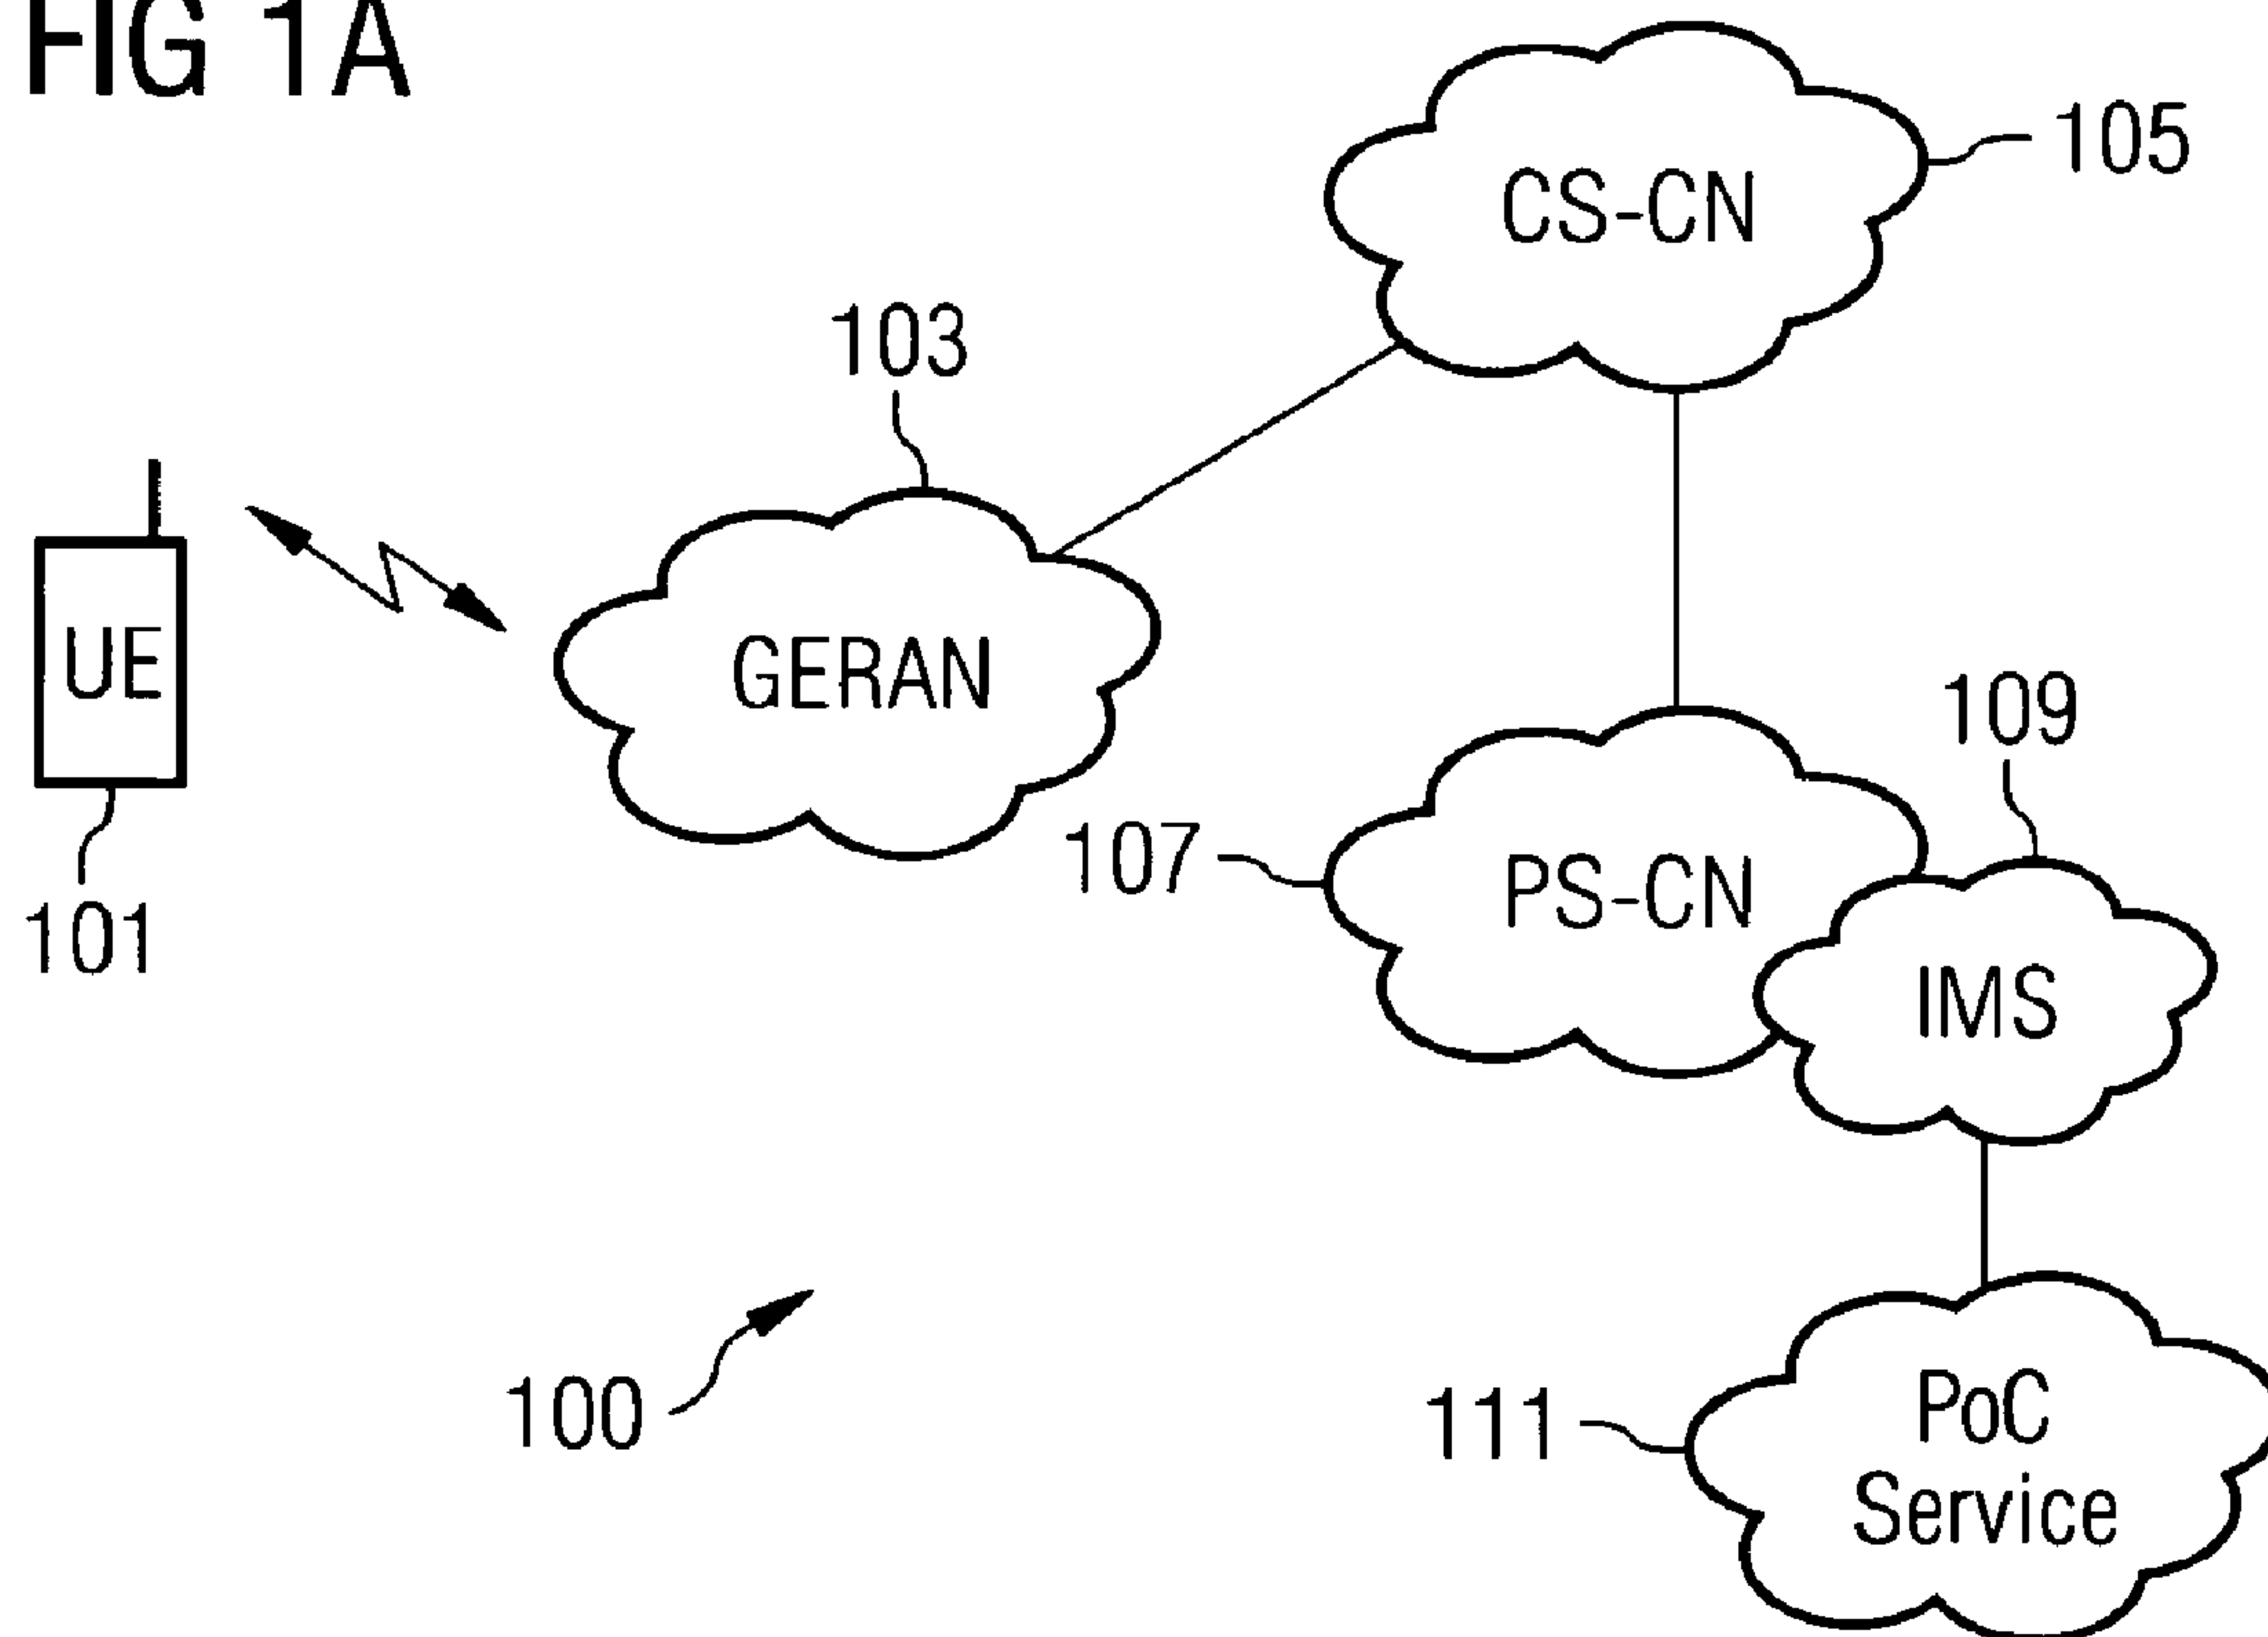 FIG 1A
CS-CN
105
103
UE
GERAN
109
107
PS-CN
101
IMS
100
111
PoC
Service